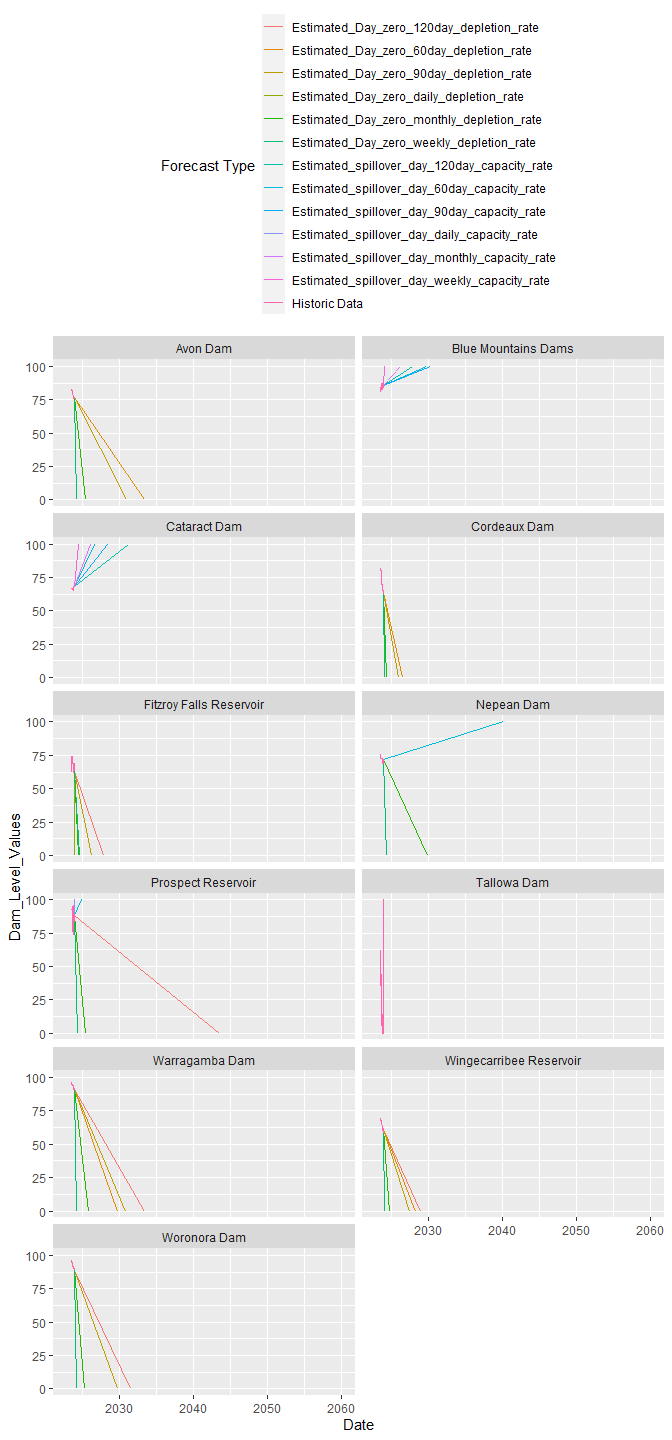 Estimated_Day_zero_120day_depletion_rate
Estimated_Day_zero_60day_depletion_rate
Estimated_Day_zero_90day_depletion_rate
Estimated_Day_zero_daily_depletion_rate
Estimated_Day_zero_monthly_depletion_rate
Estimated_Day_zero_weekly_depletion_rate
Forecast Type Estimated_spillover_day_120day_capacity_rate
Estimated_spillover_day_60day_capacity_rate
Estimated_spillover_day_90day_capacity_rate
Estimated_spillover_day_daily_capacity_rate
Estimated_spillover_day_monthly_capacity_rate
Estimated_spillover_day_weekly_capacity_rate
Historic Data
Avon Dam Blue Mountains Dams
100
75
50
25
0
Cataract Dam Cordeaux Dam
100
75
50
25
0
Fitzroy Falls Reservoir Nepean Dam
100
75
50
25
0
Dam_Level_Values
Prospect Reservoir Tallowa Dam
100
75
50
25
0
Warragamba Dam Wingecarribee Reservoir
100
75
50
25
0
2030 2040 2050 2060
Woronora Dam
100
75
50
25
0
2030 2040 2050 2060
Date